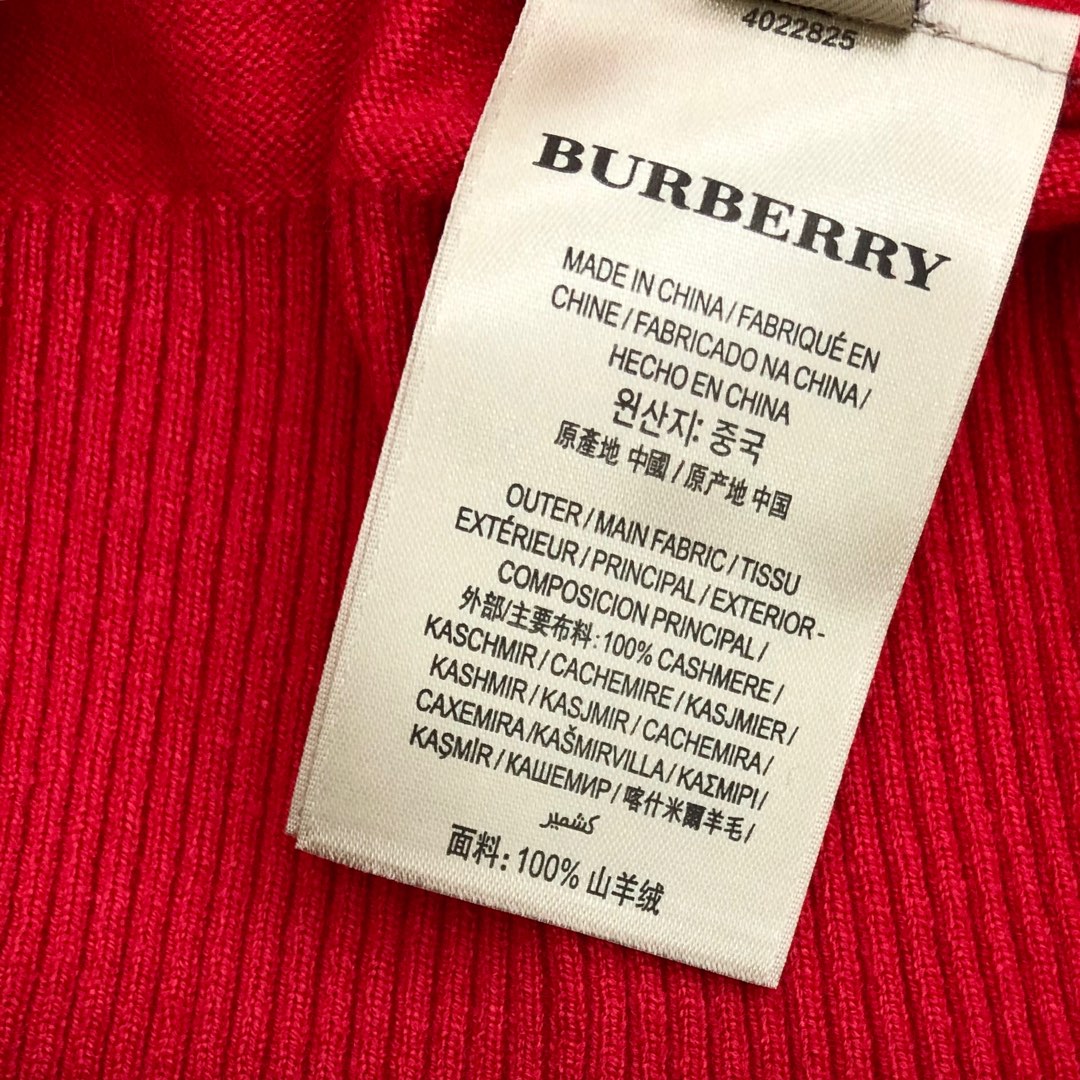 4022825
BURBERRY
MADE IN CHINA / FABRIQUÉ EN
CHINE / FABRICADO NA CHINA /
HECHO EN CHINA
원산지: 중국
原產地 中國 / 原产地 中国
OUTER / MAIN FABRIC / TISSU
EXTÉRIEUR / PRINCIPAL / EXTERIOR-
COMPOSICION PRINCIPAL /
外部/主要布料: 100% CASHMERE /
KASCHMIR / CACHEMIRE / KASJMIER /
KASHMIR / KASJMIR / CACHEMIRA /
CAXEMIRA / KAŠMIRVILLA / ΚΑΣΜΙΡΙ /
KAŞMİR / КАШЕМИР / 喀什米爾羊毛 /
كشمير
面料: 100% 山羊绒